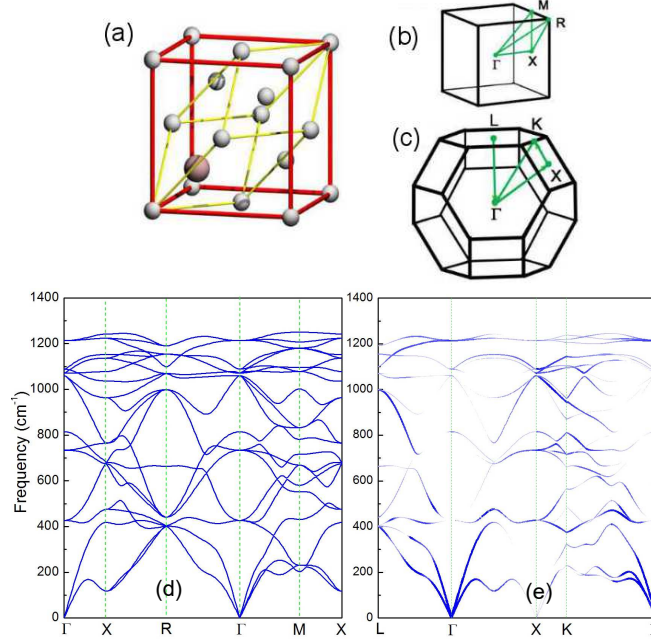 (a)
(b)
M
R
Γ
X
(c)
L
K
X
Γ
1400
1200
1000
800
600
400
200
0
Frequency (cm⁻¹)
(d)
Γ X R Γ M X
1400
1200
1000
800
600
400
200
0
(e)
L Γ X K